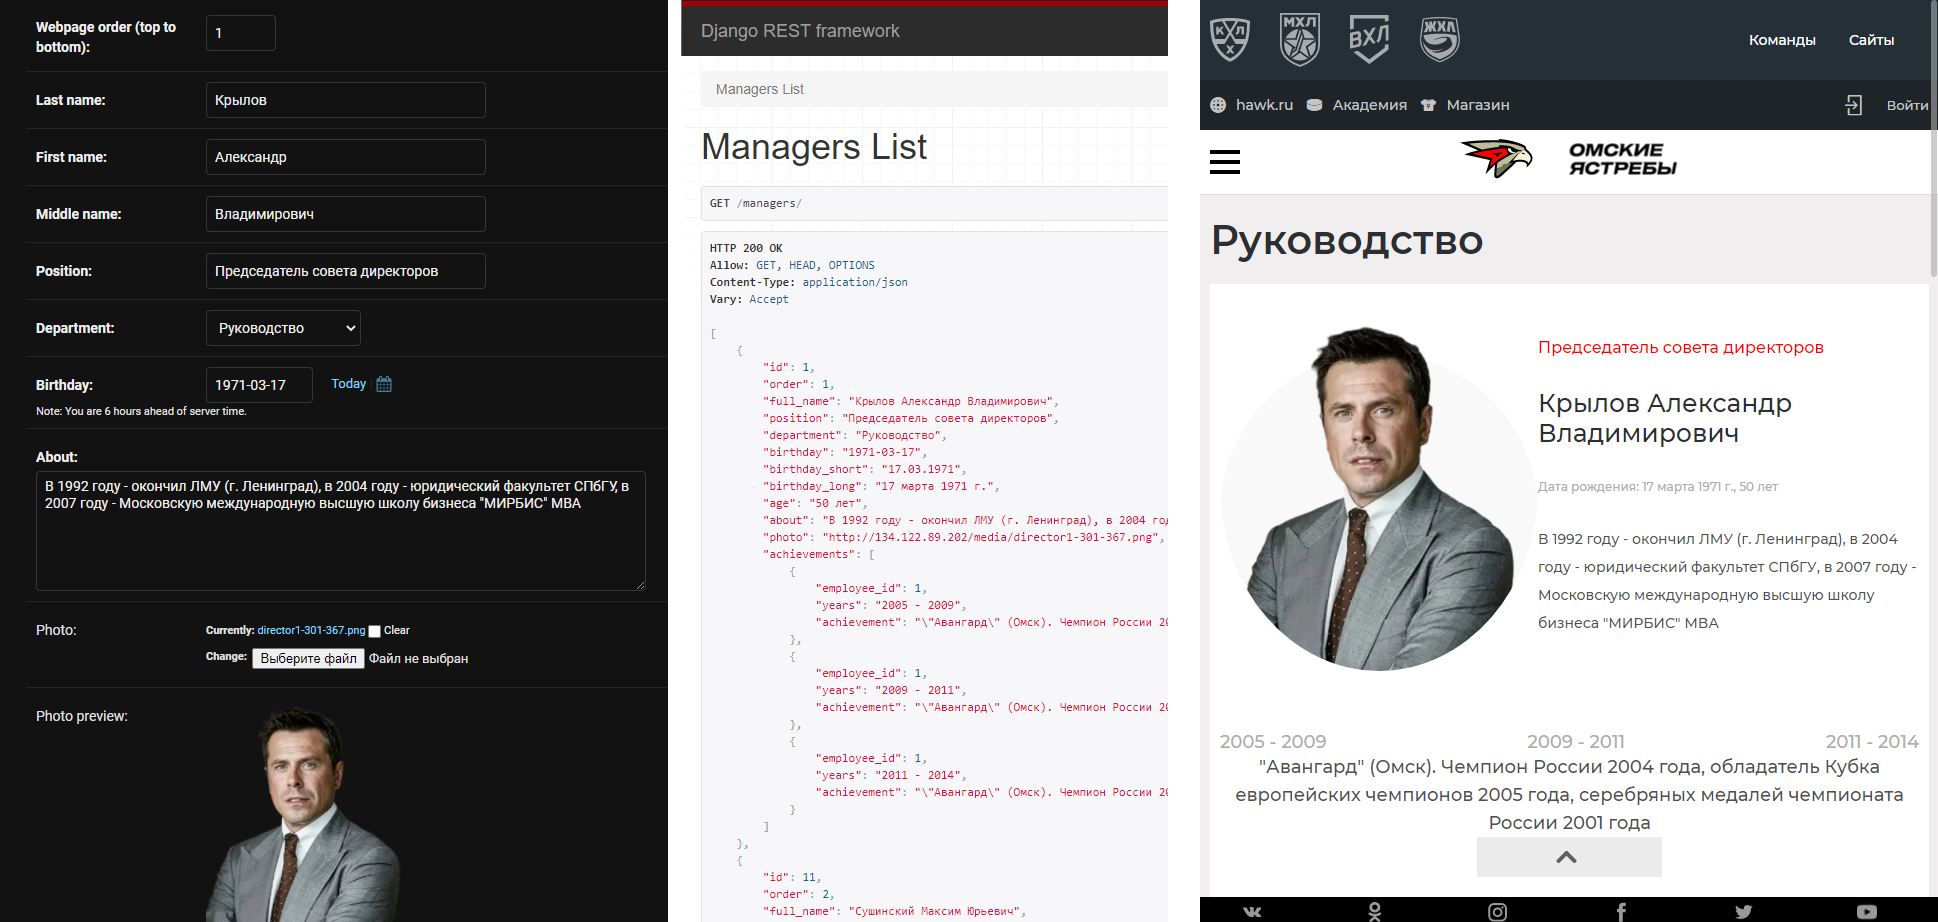 Webpage order (top to
bottom):
1
Last name:
Крылов
First name:
Александр
Middle name:
Владимирович
Position:
Председатель совета директоров
Department:
Руководство
Birthday:
1971-03-17
Today
Note: You are 6 hours ahead of server time.
About:
В 1992 году - окончил ЛМУ (г. Ленинград), в 2004 году - юридический факультет СПбГУ, в
2007 году - Московскую международную высшую школу бизнеса "МИРБИС" MBA
Photo:
Currently: director1-301-367.png Clear
Change: Выберите файл Файл не выбран
Photo preview:
Django REST framework
Managers List
Managers List
GET /managers/
HTTP 200 OK
Allow: GET, HEAD, OPTIONS
Content-Type: application/json
Vary: Accept
[
{
"id": 1,
"order": 1,
"full_name": "Крылов Александр Владимирович",
"position": "Председатель совета директоров",
"department": "Руководство",
"birthday": "1971-03-17",
"birthday_short": "17.03.1971",
"birthday_long": "17 марта 1971 г.",
"age": "50 лет",
"about": "В 1992 году - окончил ЛМУ (г. Ленинград), в 2004 год
"photo": "http://134.122.89.202/media/director1-301-367.png",
"achievements": [
{
"employee_id": 1,
"years": "2005 - 2009",
"achievement": "\"Авангард\" (Омск). Чемпион России 20
},
{
"employee_id": 1,
"years": "2009 - 2011",
"achievement": "\"Авангард\" (Омск). Чемпион России 20
},
{
"employee_id": 1,
"years": "2011 - 2014",
"achievement": "\"Авангард\" (Омск). Чемпион России 20
}
]
},
{
"id": 11,
"order": 2,
"full_name": "Сушинский Максим Юрьевич",
КХЛ
МХЛ
ВХЛ
ЖХЛ
Команды
Сайты
hawk.ru
Академия
Магазин
Войти
ОМСКИЕ
ЯСТРЕБЫ
Руководство
Председатель совета директоров
Крылов Александр
Владимирович
Дата рождения: 17 марта 1971 г., 50 лет
В 1992 году - окончил ЛМУ (г. Ленинград), в 2004
году - юридический факультет СПбГУ, в 2007 году -
Московскую международную высшую школу
бизнеса "МИРБИС" MBA
2005 - 2009
2009 - 2011
2011 - 2014
"Авангард" (Омск). Чемпион России 2004 года, обладатель Кубка
европейских чемпионов 2005 года, серебряных медалей чемпионата
России 2001 года